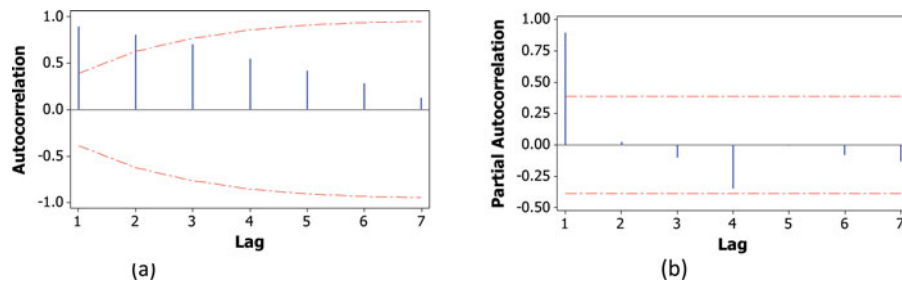 1.0
0.5
0.0
-0.5
-1.0
Autocorrelation
1 2 3 4 5 6 7
Lag
(a)
1.00
0.75
0.50
0.25
0.00
-0.25
-0.50
Partial Autocorrelation
1 2 3 4 5 6 7
Lag
(b)